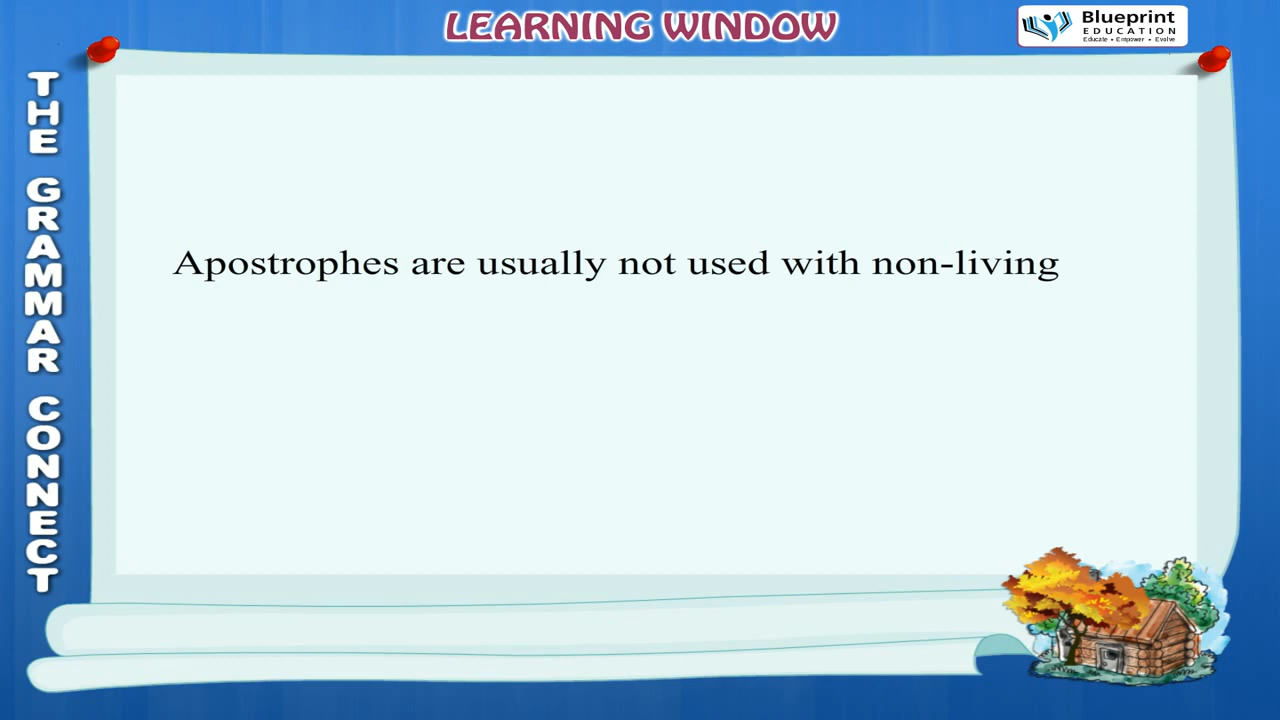 LEARNING WINDOW
Blueprint
EDUCATION
Educate • Empower • Evolve
THE GRAMMAR CONNECT
Apostrophes are usually not used with non-living